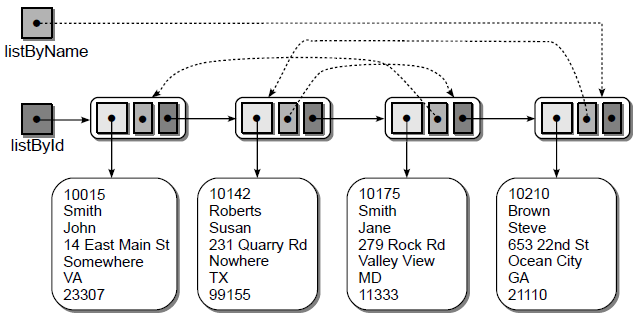 listByName
listById
10015
Smith
John
14 East Main St
Somewhere
VA
23307
10142
Roberts
Susan
231 Quarry Rd
Nowhere
TX
99155
10175
Smith
Jane
279 Rock Rd
Valley View
MD
11333
10210
Brown
Steve
653 22nd St
Ocean City
GA
21110